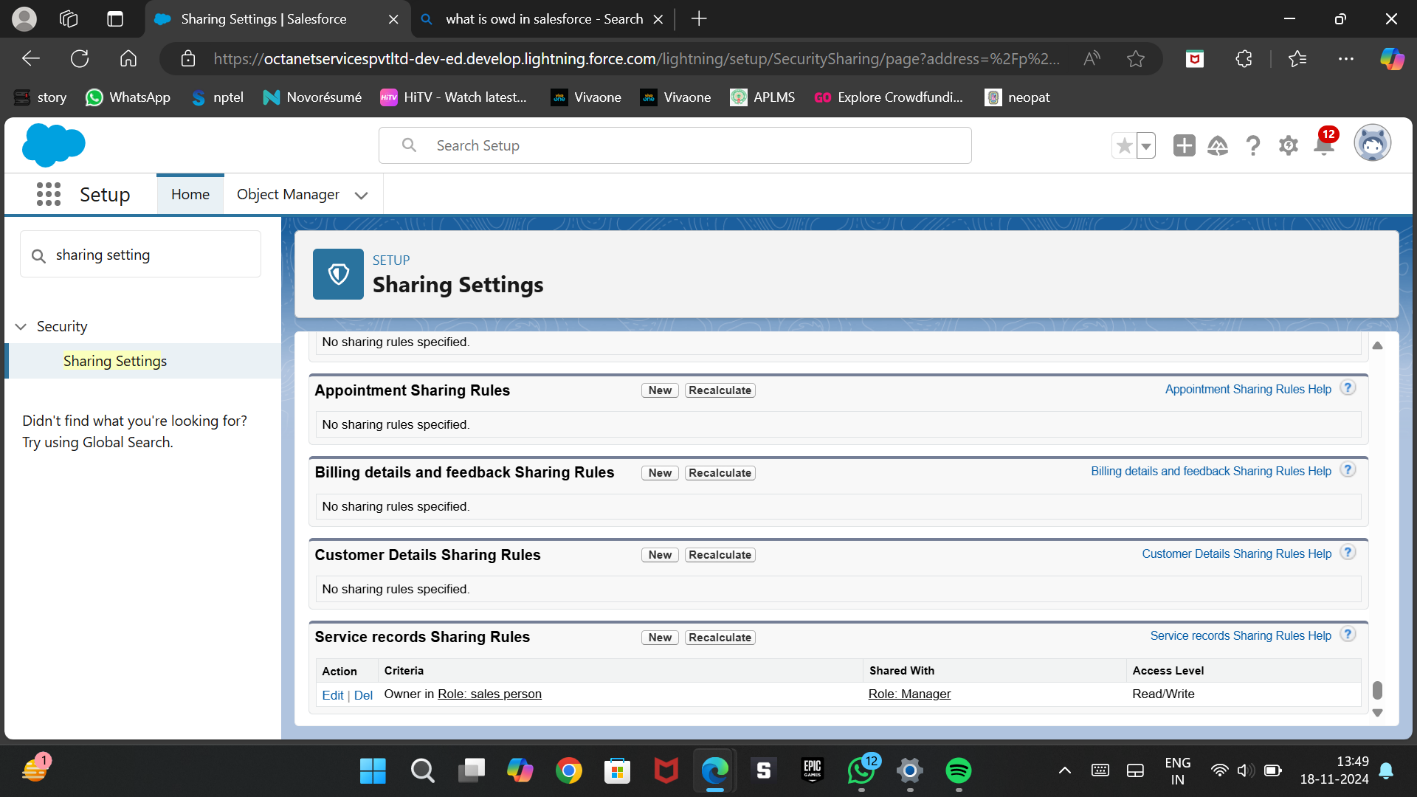 Sharing Settings | Salesforce
what is owd in salesforce - Search
https://octanetservicespvtltd-dev-ed.develop.lightning.force.com/lightning/setup/SecuritySharing/page?address=%2Fp%2...
story
WhatsApp
nptel
Novorésumé
HiTV - Watch latest...
Vivaone
Vivaone
APLMS
GO Explore Crowdfundi...
neopat
Search Setup
12
Setup
Home
Object Manager
sharing setting
Security
Sharing Settings
Didn't find what you're looking for?
Try using Global Search.
SETUP
Sharing Settings
No sharing rules specified.
Appointment Sharing Rules New Recalculate Appointment Sharing Rules Help ?
No sharing rules specified.
Billing details and feedback Sharing Rules New Recalculate Billing details and feedback Sharing Rules Help ?
No sharing rules specified.
Customer Details Sharing Rules New Recalculate Customer Details Sharing Rules Help ?
No sharing rules specified.
Service records Sharing Rules New Recalculate Service records Sharing Rules Help ?
Action Criteria Shared With Access Level
Edit | Del Owner in Role: sales person Role: Manager Read/Write
1
S
EPIC
GAMES
12
ENG
IN
13:49
18-11-2024